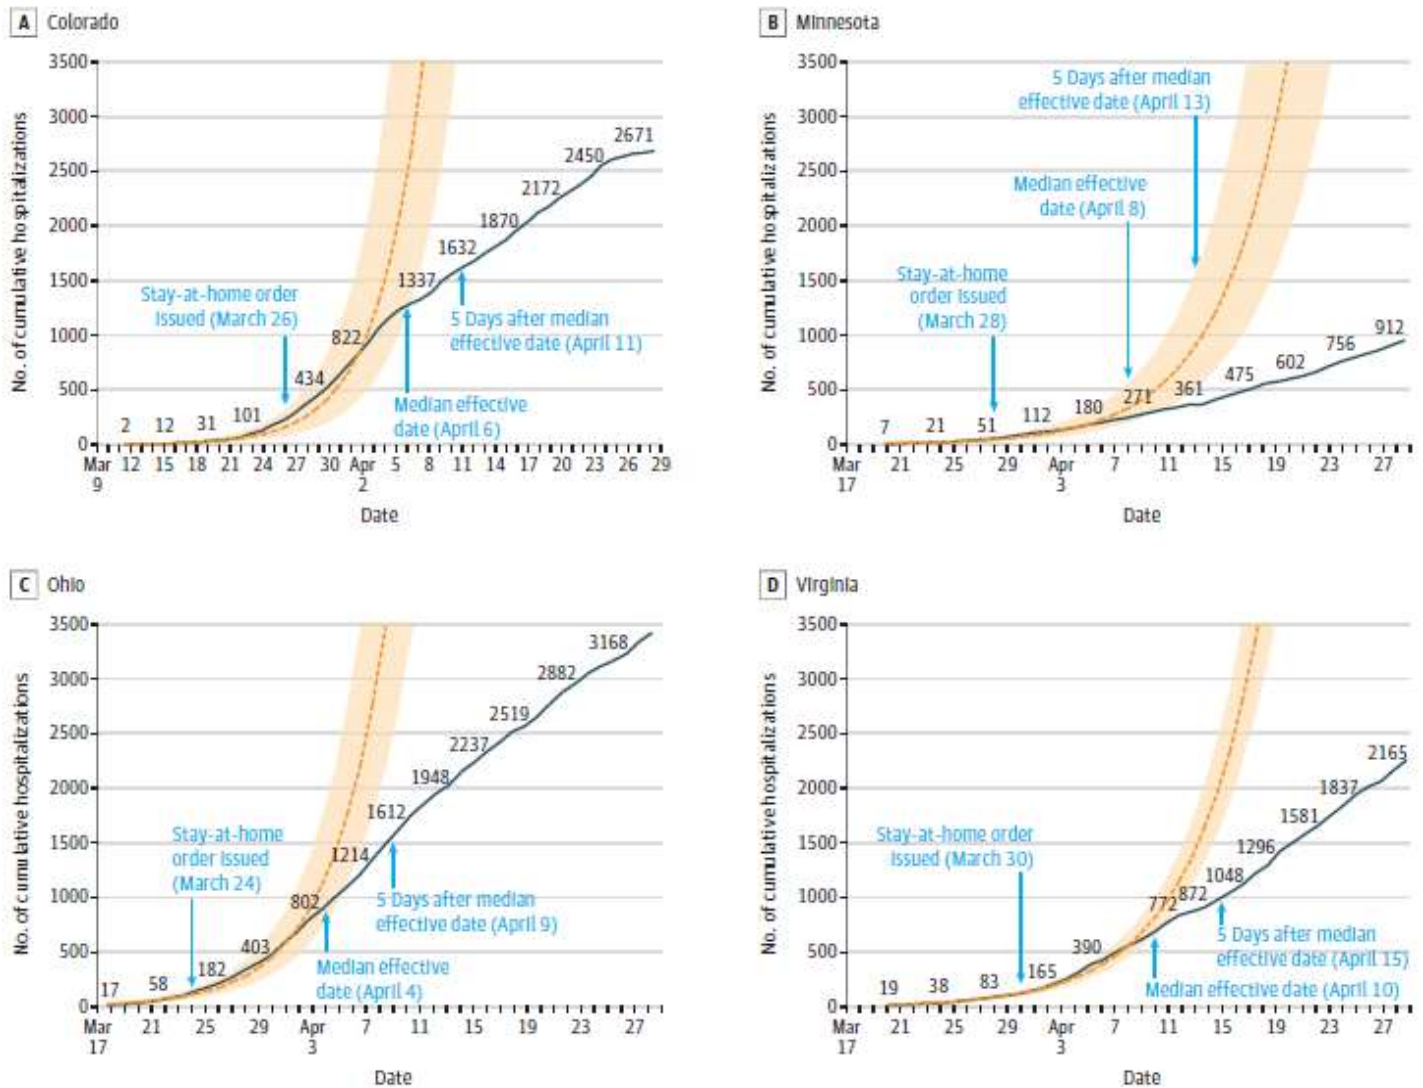 A Colorado
No. of cumulative hospitalizations
3500
3000
2500
2000
1500
1000
500
0
2 12 31 101 434 822 1337 1632 1870 2172 2450 2671
Stay-at-home order
issued (March 26)
5 Days after median
effective date (April 11)
Median effective
date (April 6)
Mar 12 15 18 21 24 27 30 Apr 5 8 11 14 17 20 23 26 29
9 2
Date
B Minnesota
No. of cumulative hospitalizations
3500
3000
2500
2000
1500
1000
500
0
5 Days after median
effective date (April 13)
Median effective
date (April 8)
Stay-at-home
order issued
(March 28)
7 21 51 112 180 271 361 475 602 756 912
Mar 21 25 29 Apr 7 11 15 19 23 27
17 3
Date
C Ohio
No. of cumulative hospitalizations
3500
3000
2500
2000
1500
1000
500
0
17 58 182 403 802 1214 1612 1948 2237 2519 2882 3168
Stay-at-home
order issued
(March 24)
5 Days after median
effective date (April 9)
Median effective
date (April 4)
Mar 21 25 29 Apr 7 11 15 19 23 27
17 3
Date
D Virginia
No. of cumulative hospitalizations
3500
3000
2500
2000
1500
1000
500
0
19 38 83 165 390 772 872 1048 1296 1581 1837 2165
Stay-at-home order
issued (March 30)
5 Days after median
effective date (April 15)
Median effective date (April 10)
Mar 21 25 29 Apr 7 11 15 19 23 27
17 3
Date